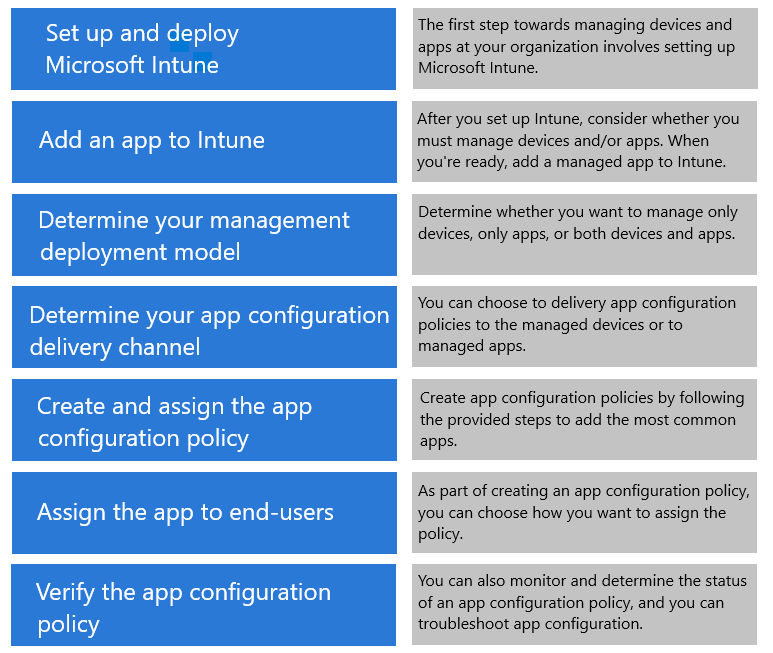 Set up and deploy
Microsoft Intune
The first step towards managing devices and
apps at your organization involves setting up
Microsoft Intune.
Add an app to Intune
After you set up Intune, consider whether you
must manage devices and/or apps. When
you're ready, add a managed app to Intune.
Determine your management
deployment model
Determine whether you want to manage only
devices, only apps, or both devices and apps.
Determine your app configuration
delivery channel
You can choose to delivery app configuration
policies to the managed devices or to
managed apps.
Create and assign the app
configuration policy
Create app configuration policies by following
the provided steps to add the most common
apps.
Assign the app to end-users
As part of creating an app configuration policy,
you can choose how you want to assign the
policy.
Verify the app configuration
policy
You can also monitor and determine the status
of an app configuration policy, and you can
troubleshoot app configuration.